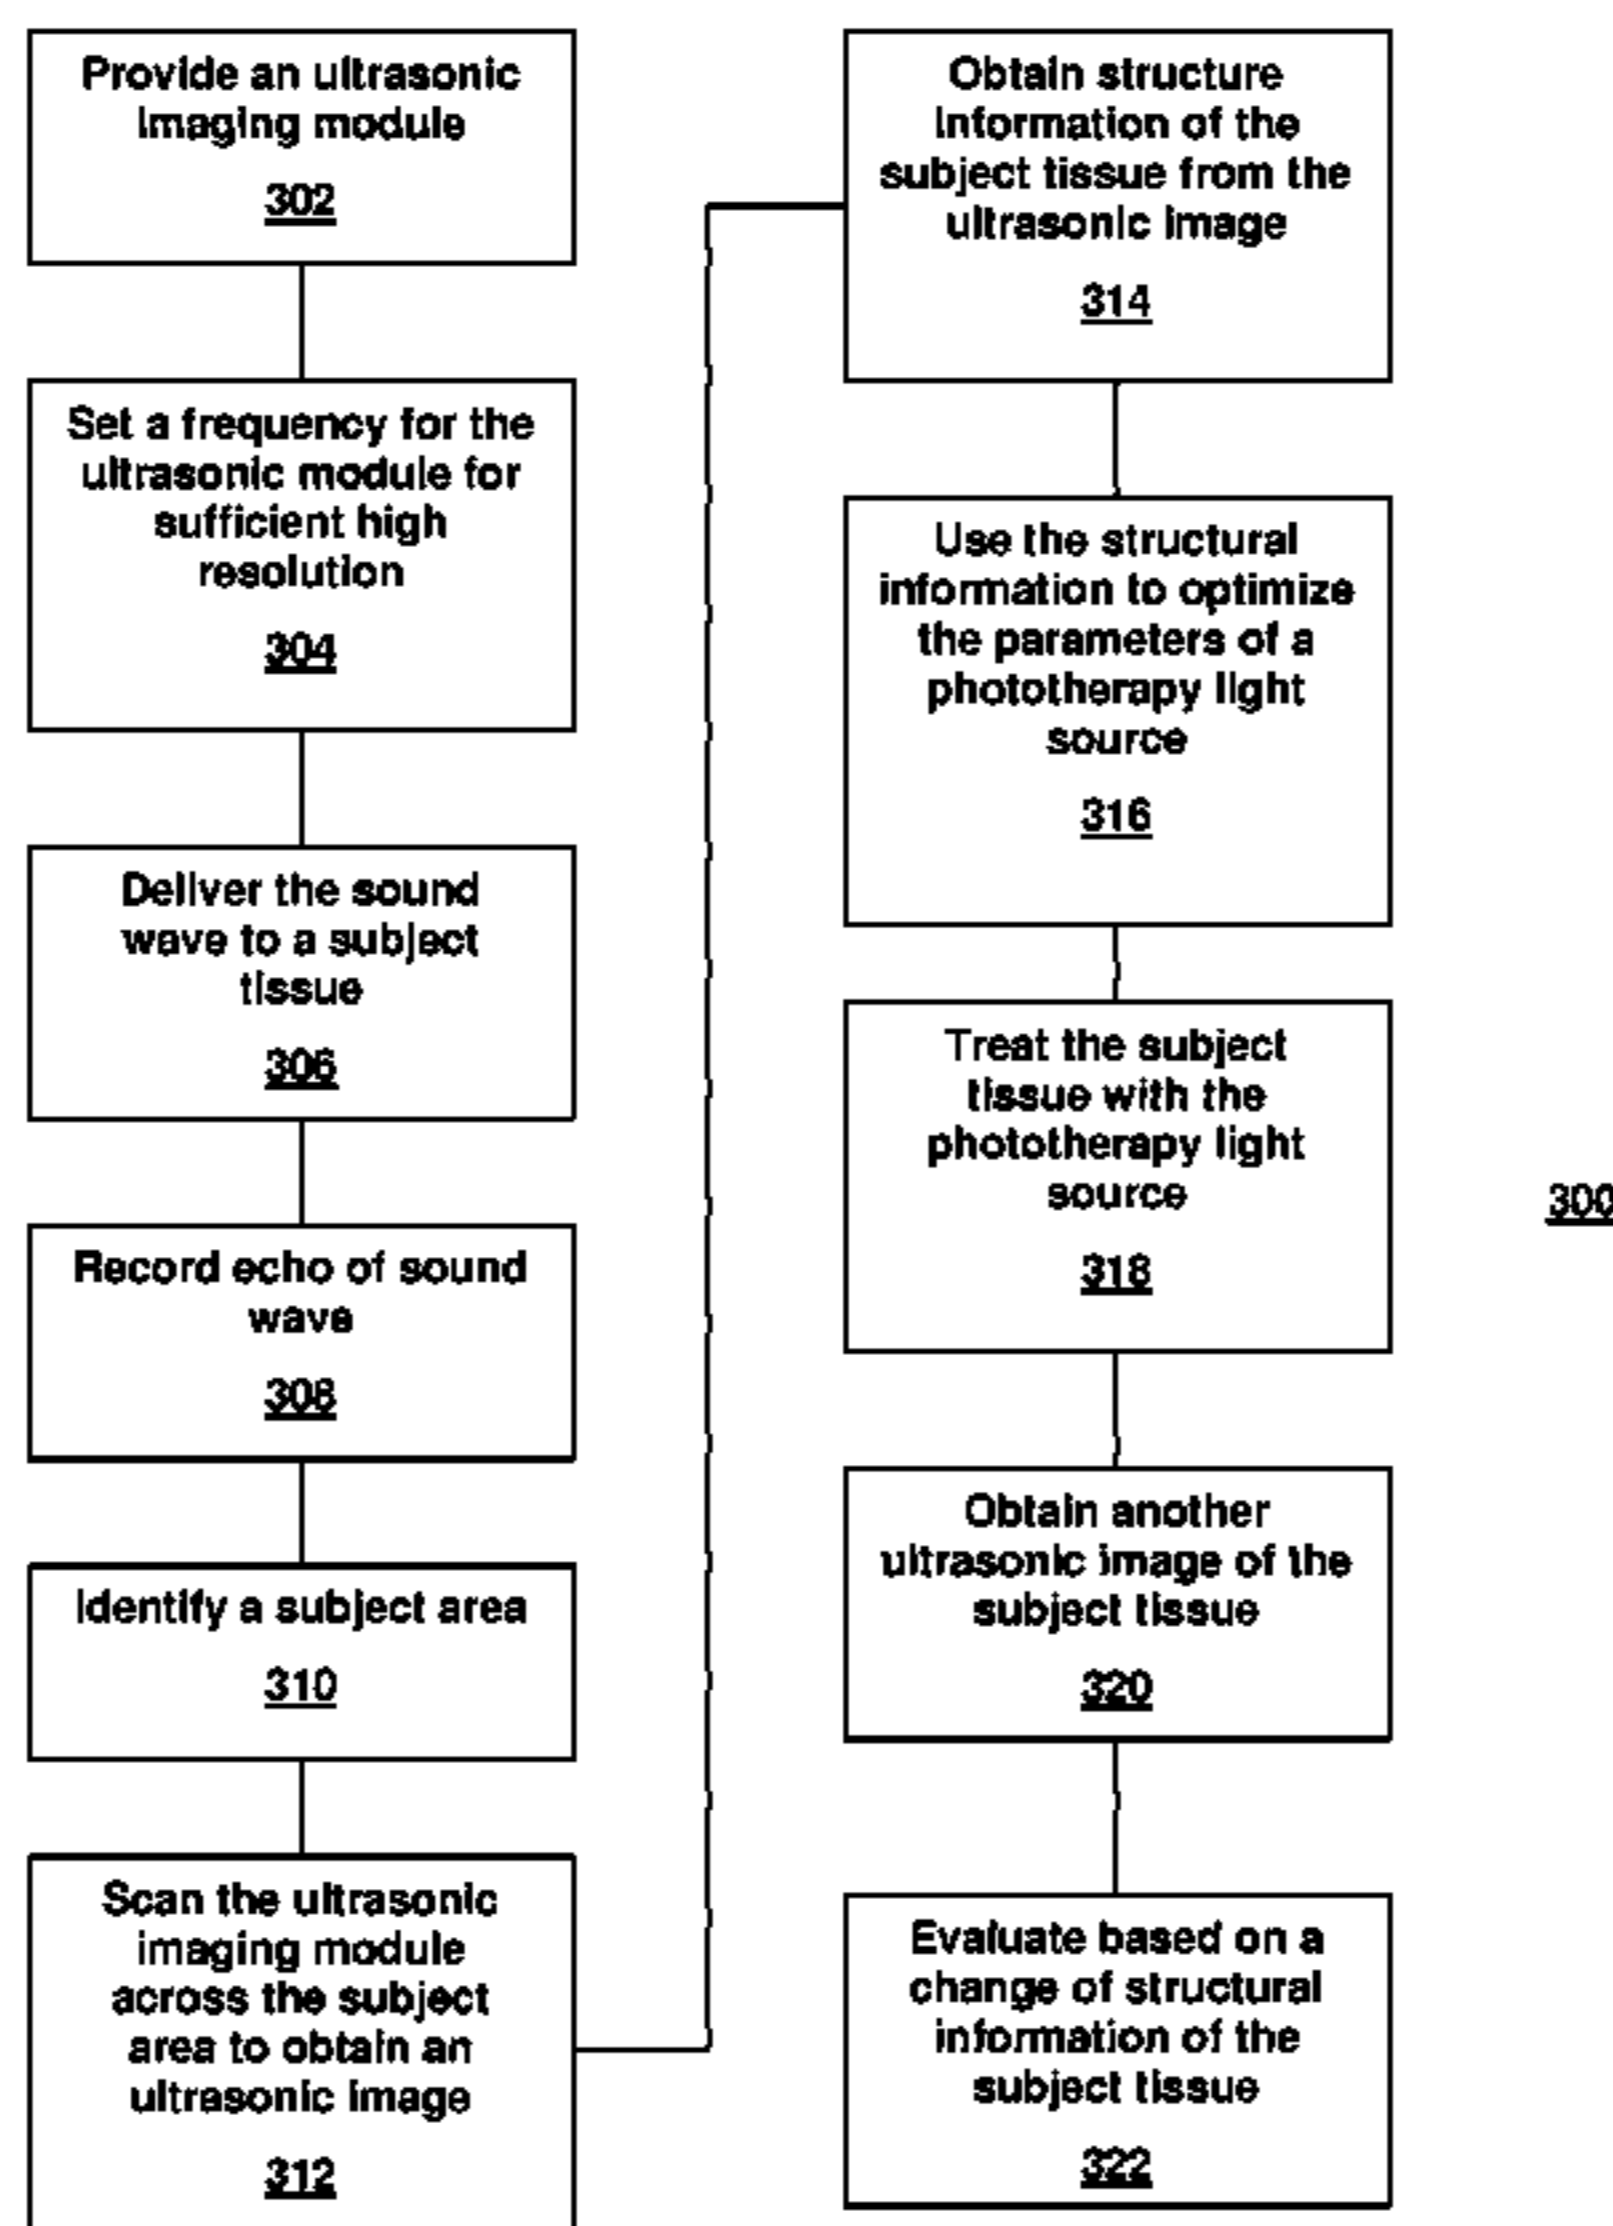 Provide an ultrasonic
imaging module
302
Set a frequency for the
ultrasonic module for
sufficient high
resolution
304
Deliver the sound
wave to a subject
tissue
306
Record echo of sound
wave
308
Identify a subject area
310
Scan the ultrasonic
imaging module
across the subject
area to obtain an
ultrasonic image
312
Obtain structure
information of the
subject tissue from the
ultrasonic image
314
Use the structural
information to optimize
the parameters of a
phototherapy light
source
316
Treat the subject
tissue with the
phototherapy light
source
318
Obtain another
ultrasonic image of the
subject tissue
320
Evaluate based on a
change of structural
information of the
subject tissue
322
300